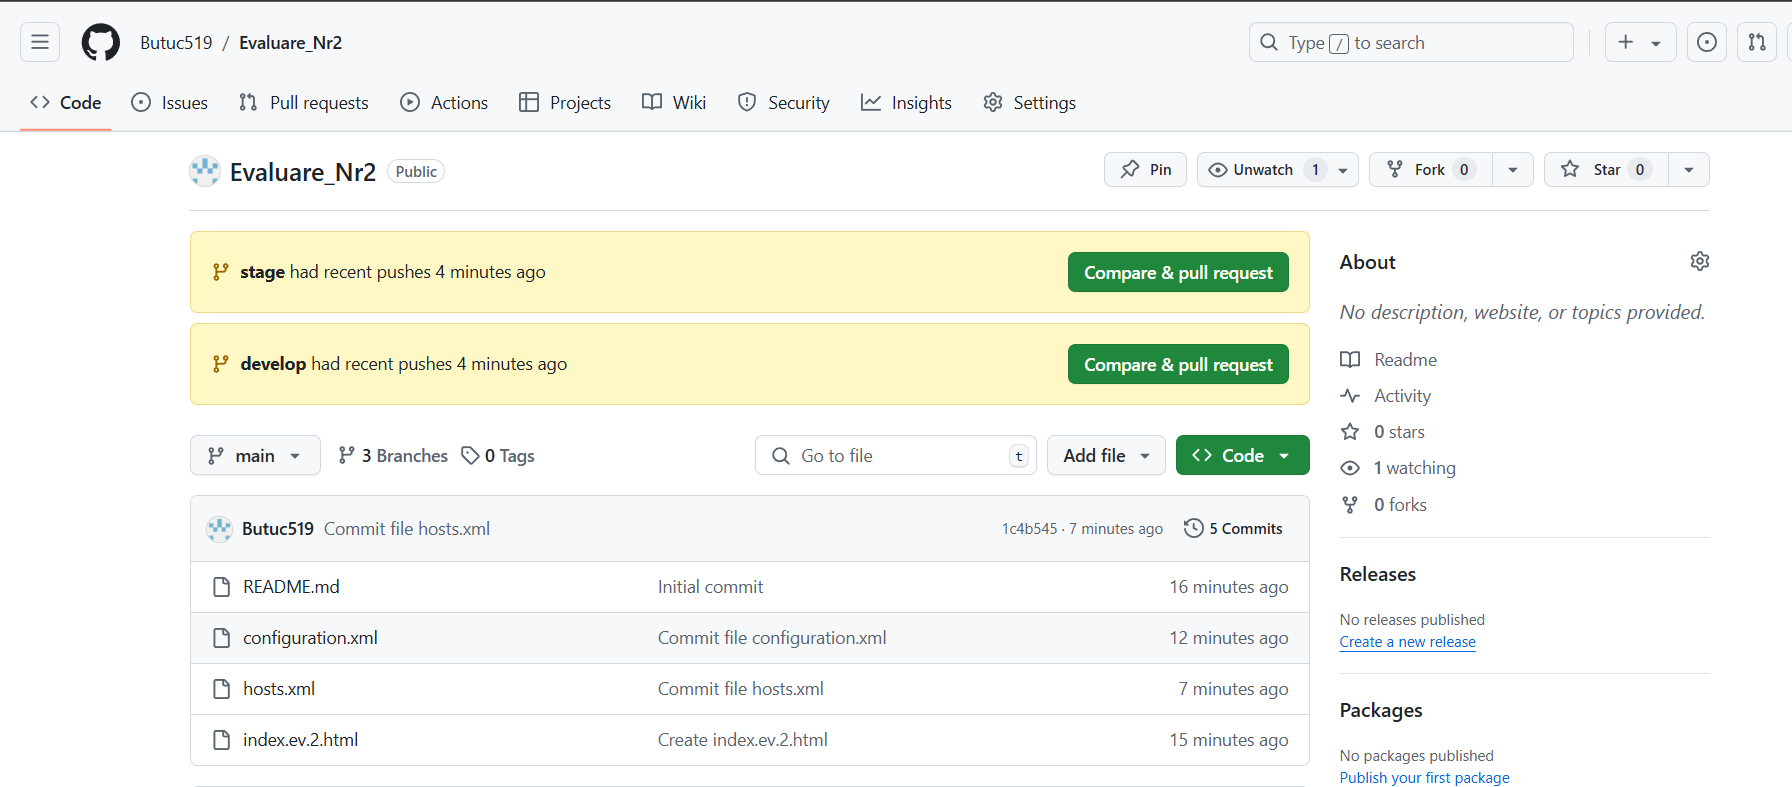 Butuc519 / Evaluare_Nr2
Type / to search
Code Issues Pull requests Actions Projects Wiki Security Insights Settings
Evaluare_Nr2 Public
Pin Unwatch 1 Fork 0 Star 0
stage had recent pushes 4 minutes ago
Compare & pull request
develop had recent pushes 4 minutes ago
Compare & pull request
main 3 Branches 0 Tags
Go to file t
Add file
Code
Butuc519 Commit file hosts.xml 1c4b545 · 7 minutes ago 5 Commits
README.md Initial commit 16 minutes ago
configuration.xml Commit file configuration.xml 12 minutes ago
hosts.xml Commit file hosts.xml 7 minutes ago
index.ev.2.html Create index.ev.2.html 15 minutes ago
About
No description, website, or topics provided.
Readme
Activity
0 stars
1 watching
0 forks
Releases
No releases published
Create a new release
Packages
No packages published
Publish your first package